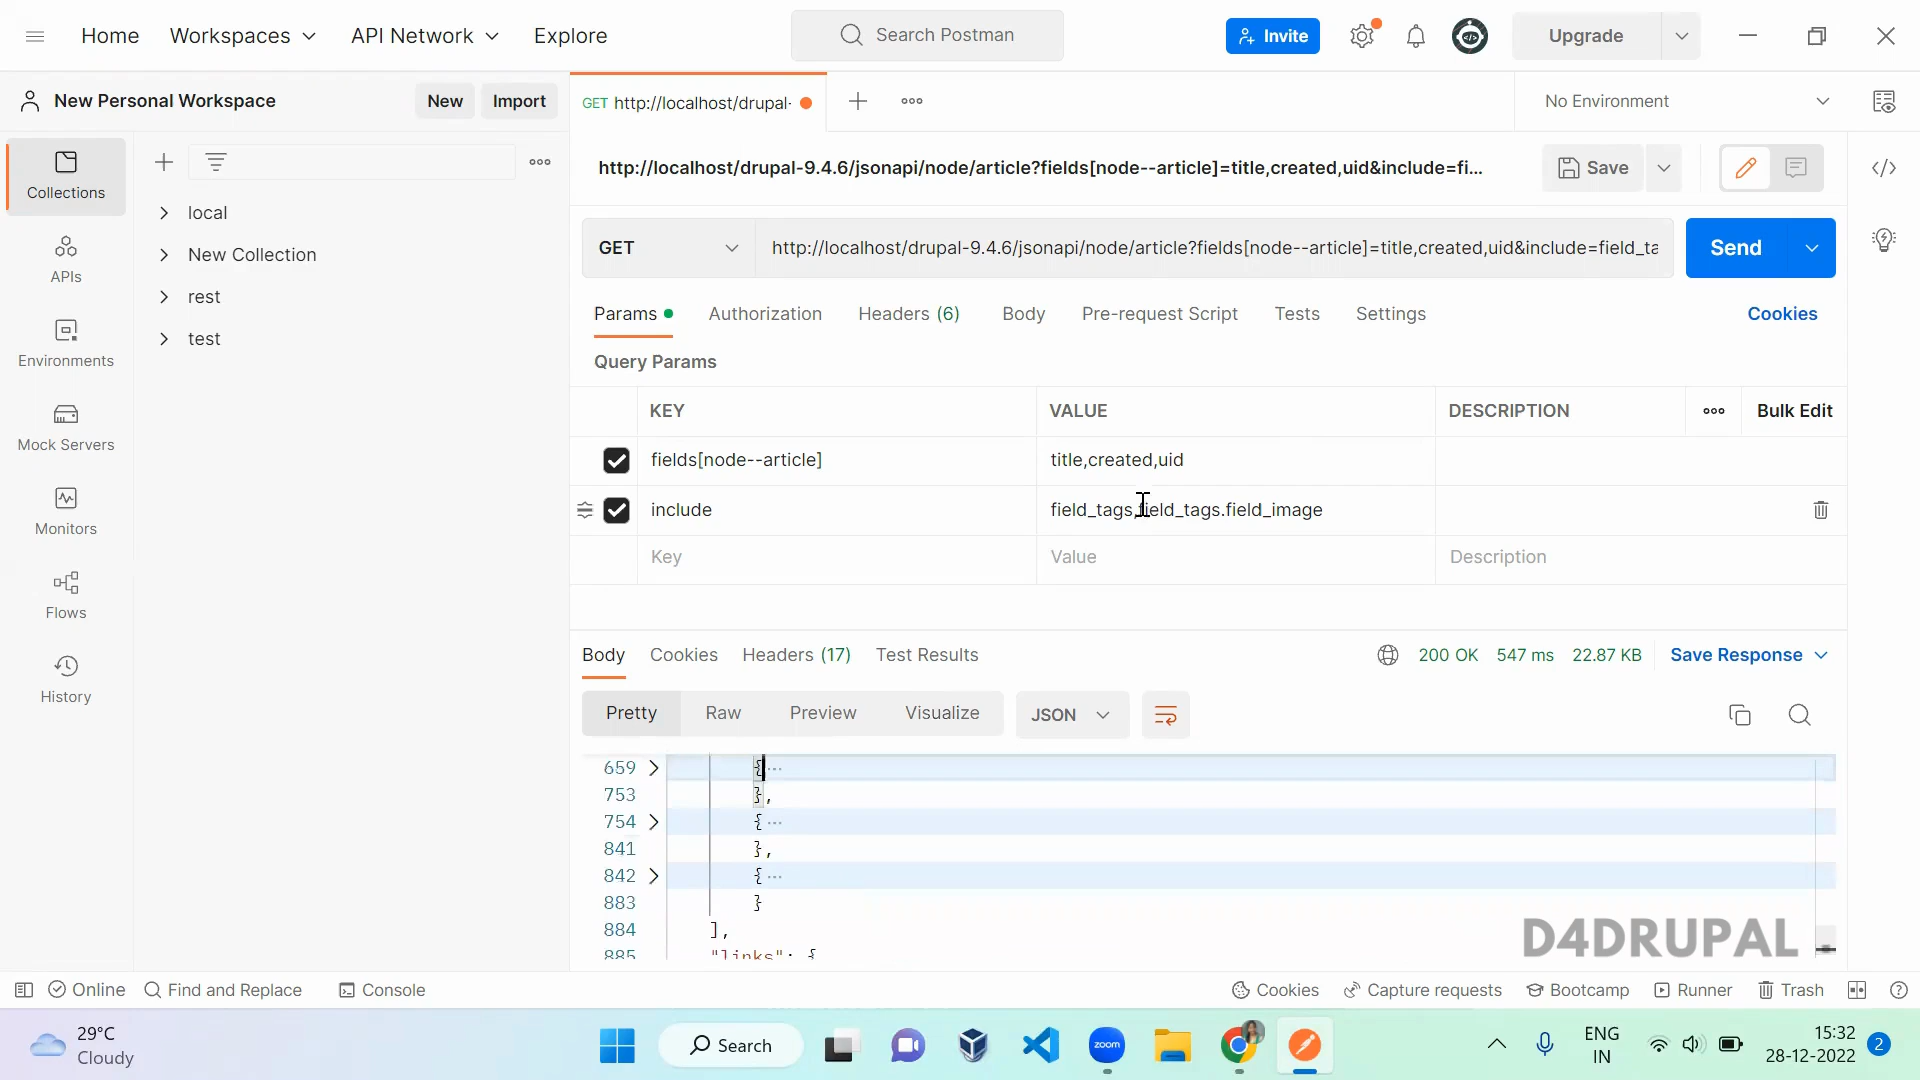 Home Workspaces API Network Explore Search Postman Invite Upgrade
New Personal Workspace New Import GET http://localhost/drupal- No Environment
http://localhost/drupal-9.4.6/jsonapi/node/article?fields[node--article]=title,created,uid&include=fi... Save
Collections
local
New Collection
rest
test
APIs
Environments
Mock Servers
Monitors
Flows
History
GET http://localhost/drupal-9.4.6/jsonapi/node/article?fields[node--article]=title,created,uid&include=field_ta Send
Params Authorization Headers (6) Body Pre-request Script Tests Settings Cookies
Query Params
KEY VALUE DESCRIPTION Bulk Edit
fields[node--article] title,created,uid
include field_tags,field_tags.field_image
Key Value Description
Body Cookies Headers (17) Test Results 200 OK 547 ms 22.87 KB Save Response
Pretty Raw Preview Visualize JSON
659 {...
753 },
754 {...
841 },
842 {...
883 }
884 ],
885 "links": {
D4DRUPAL
Online Find and Replace Console Cookies Capture requests Bootcamp Runner Trash
29°C
Cloudy
Search
zoom
ENG
IN
15:32
28-12-2022
2